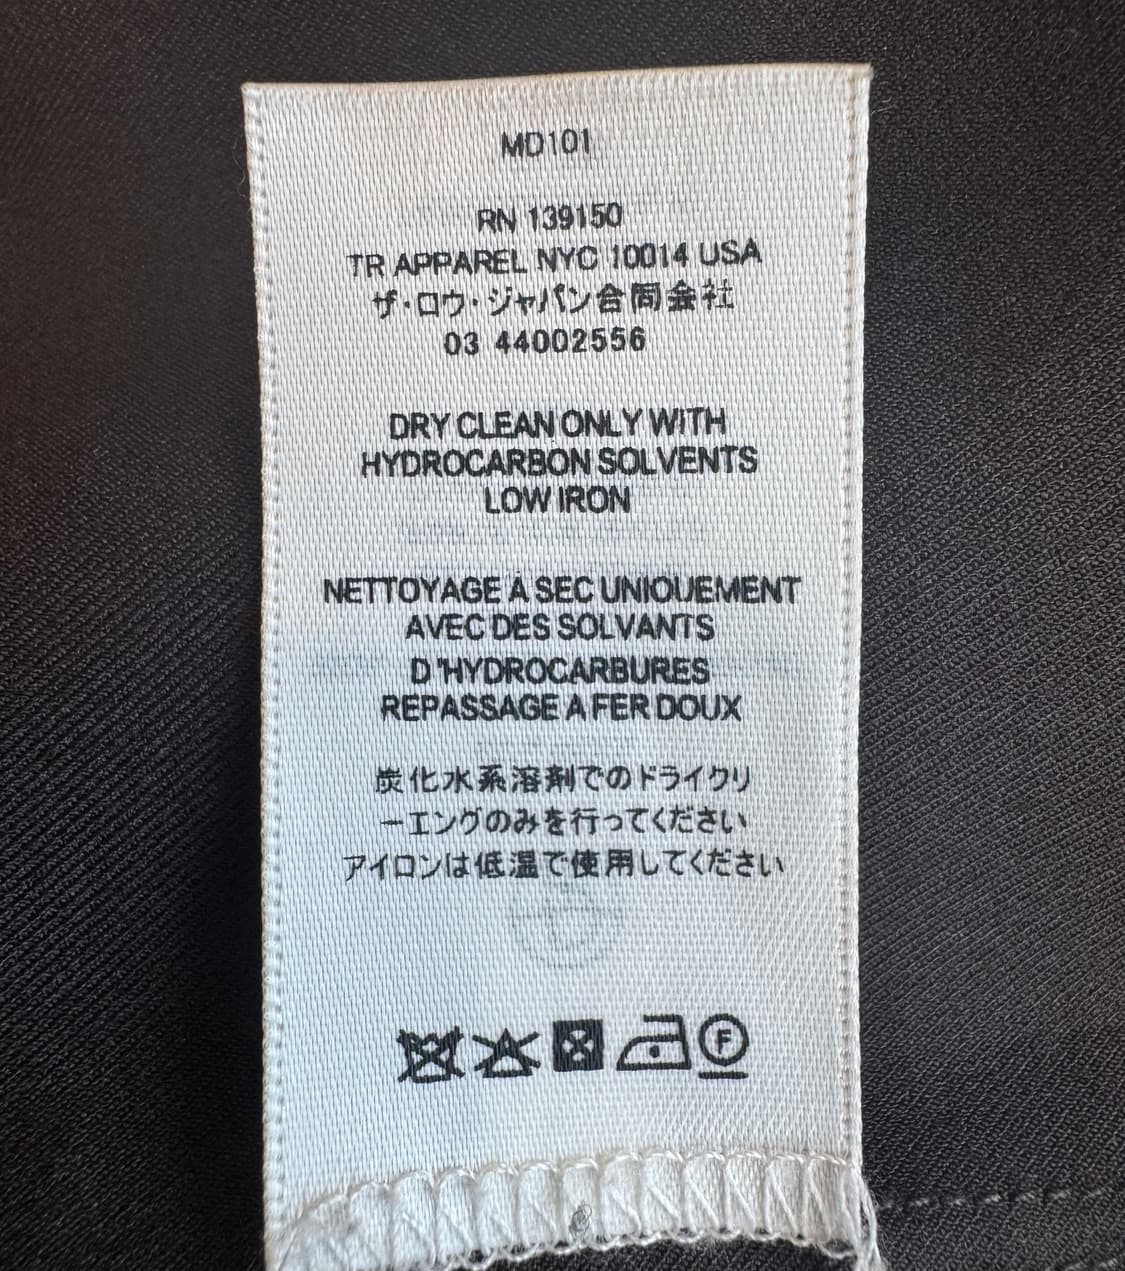 MD101
RN 139150
TR APPAREL NYC 10014 USA
ザ・ロウ・ジャパン合同会社
03 44002556
DRY CLEAN ONLY WITH
HYDROCARBON SOLVENTS
LOW IRON
NETTOYAGE À SEC UNIQUEMENT
AVEC DES SOLVANTS
D'HYDROCARBURES
REPASSAGE A FER DOUX
炭化水系溶剤でのドライクリ
ーエングのみを行ってください
アイロンは低温で使用してください
F